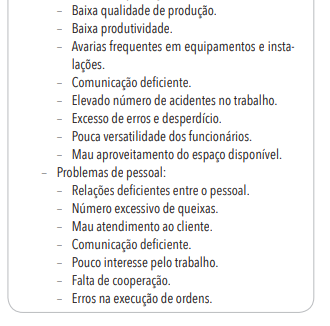 – Baixa qualidade de produção.
– Baixa produtividade.
– Avarias frequentes em equipamentos e insta-
lações.
– Comunicação deficiente.
– Elevado número de acidentes no trabalho.
– Excesso de erros e desperdício.
– Pouca versatilidade dos funcionários.
– Mau aproveitamento do espaço disponível.
– Problemas de pessoal:
– Relações deficientes entre o pessoal.
– Número excessivo de queixas.
– Mau atendimento ao cliente.
– Comunicação deficiente.
– Pouco interesse pelo trabalho.
– Falta de cooperação.
– Erros na execução de ordens.